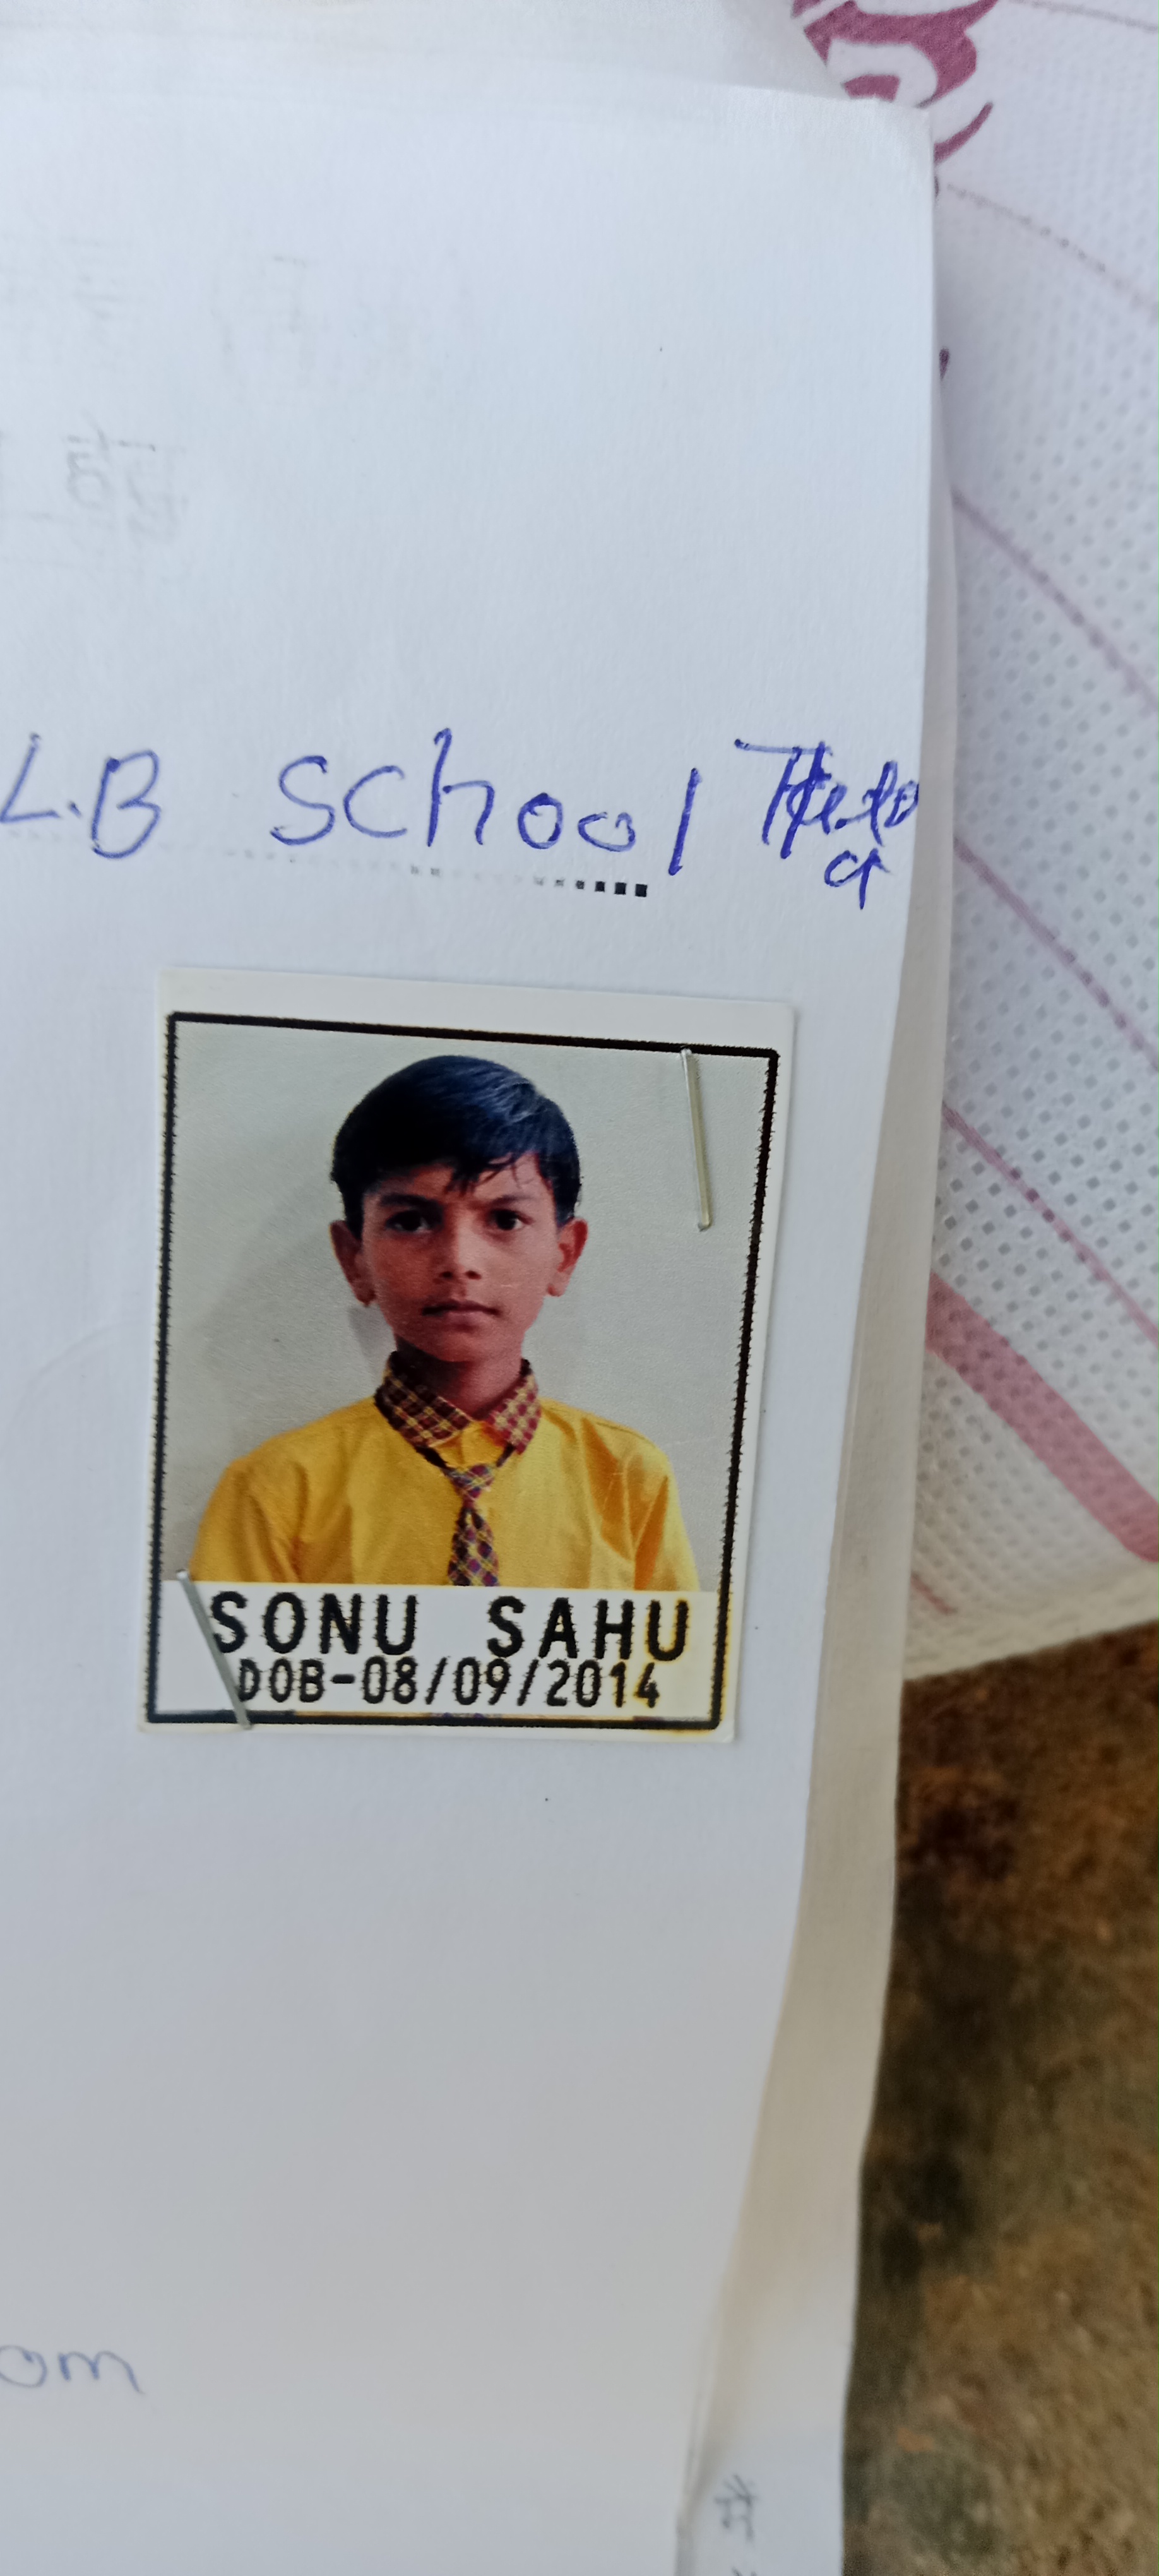 L.B School
SONU SAHU
DOB-08/09/2014
om